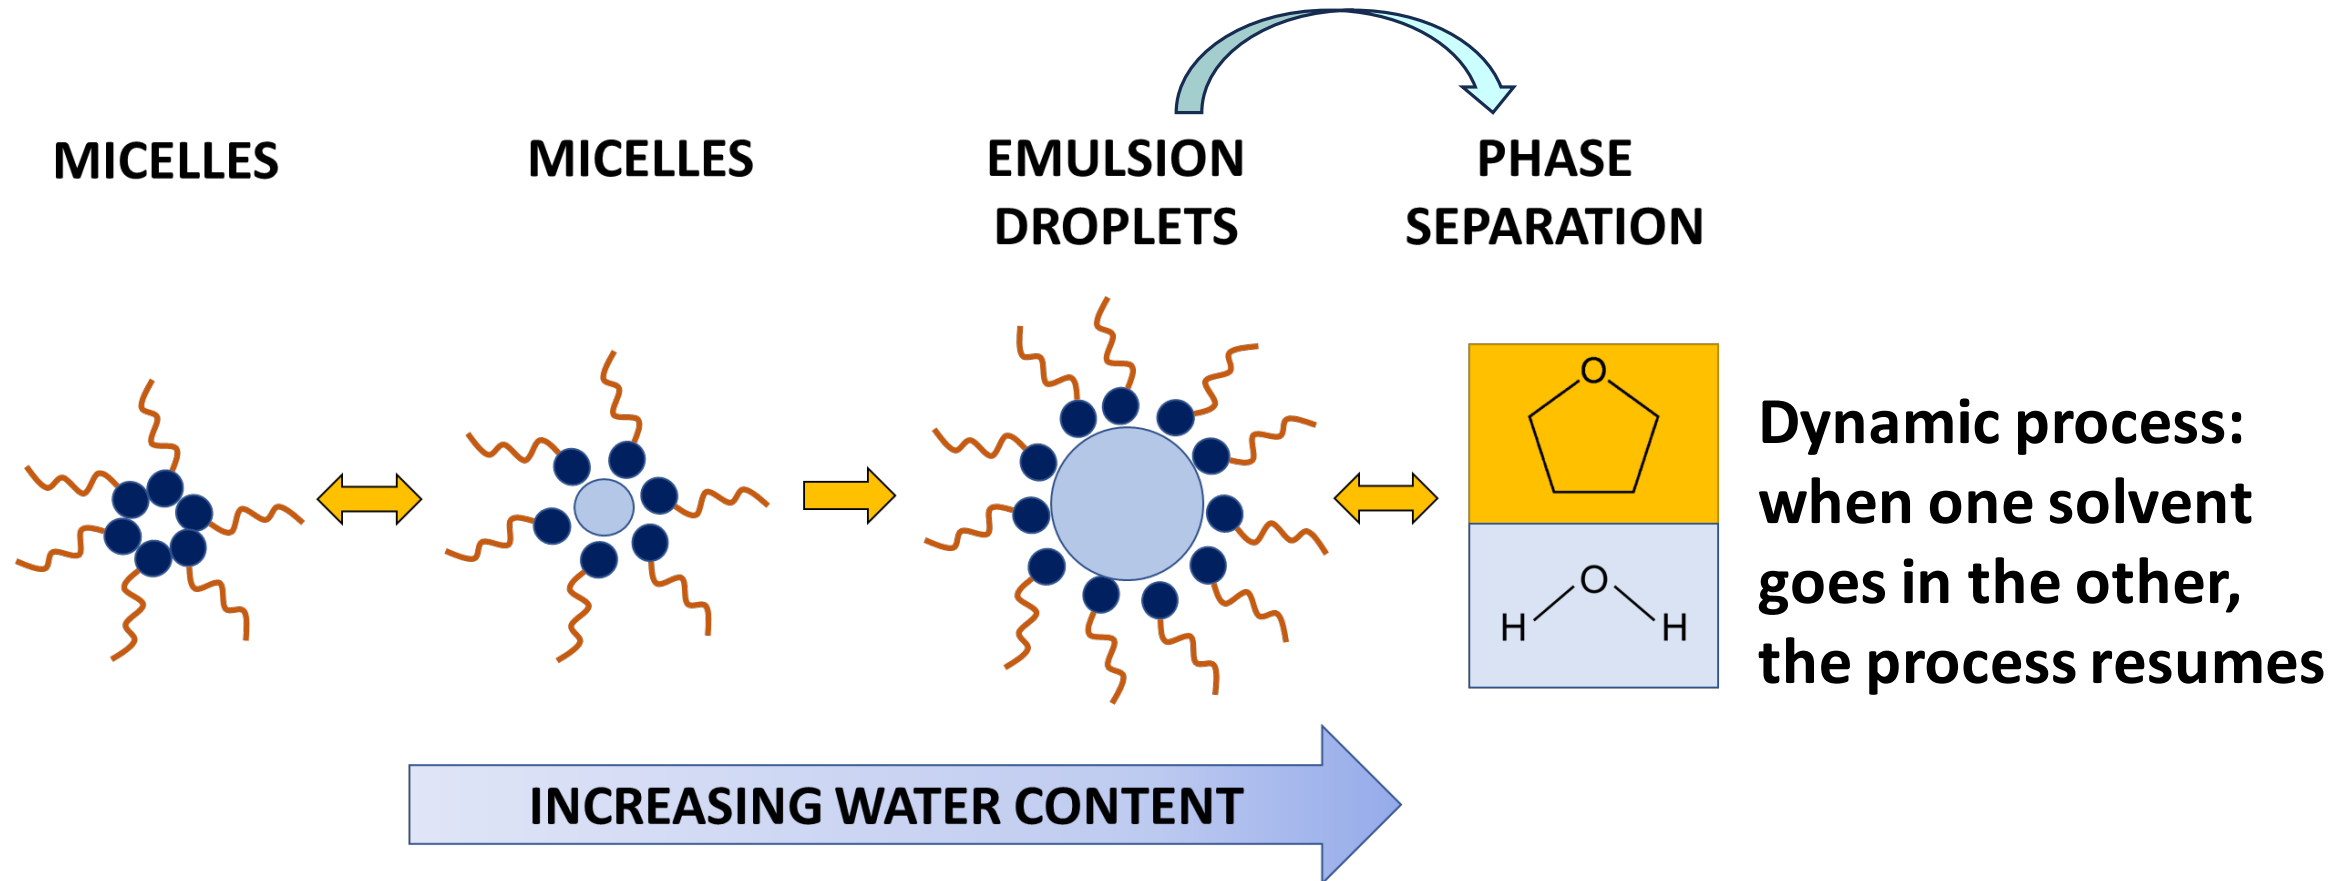 MICELLES
MICELLES
EMULSION
DROPLETS
PHASE
SEPARATION
O
O
H
H
Dynamic process:
when one solvent
goes in the other,
the process resumes
INCREASING WATER CONTENT